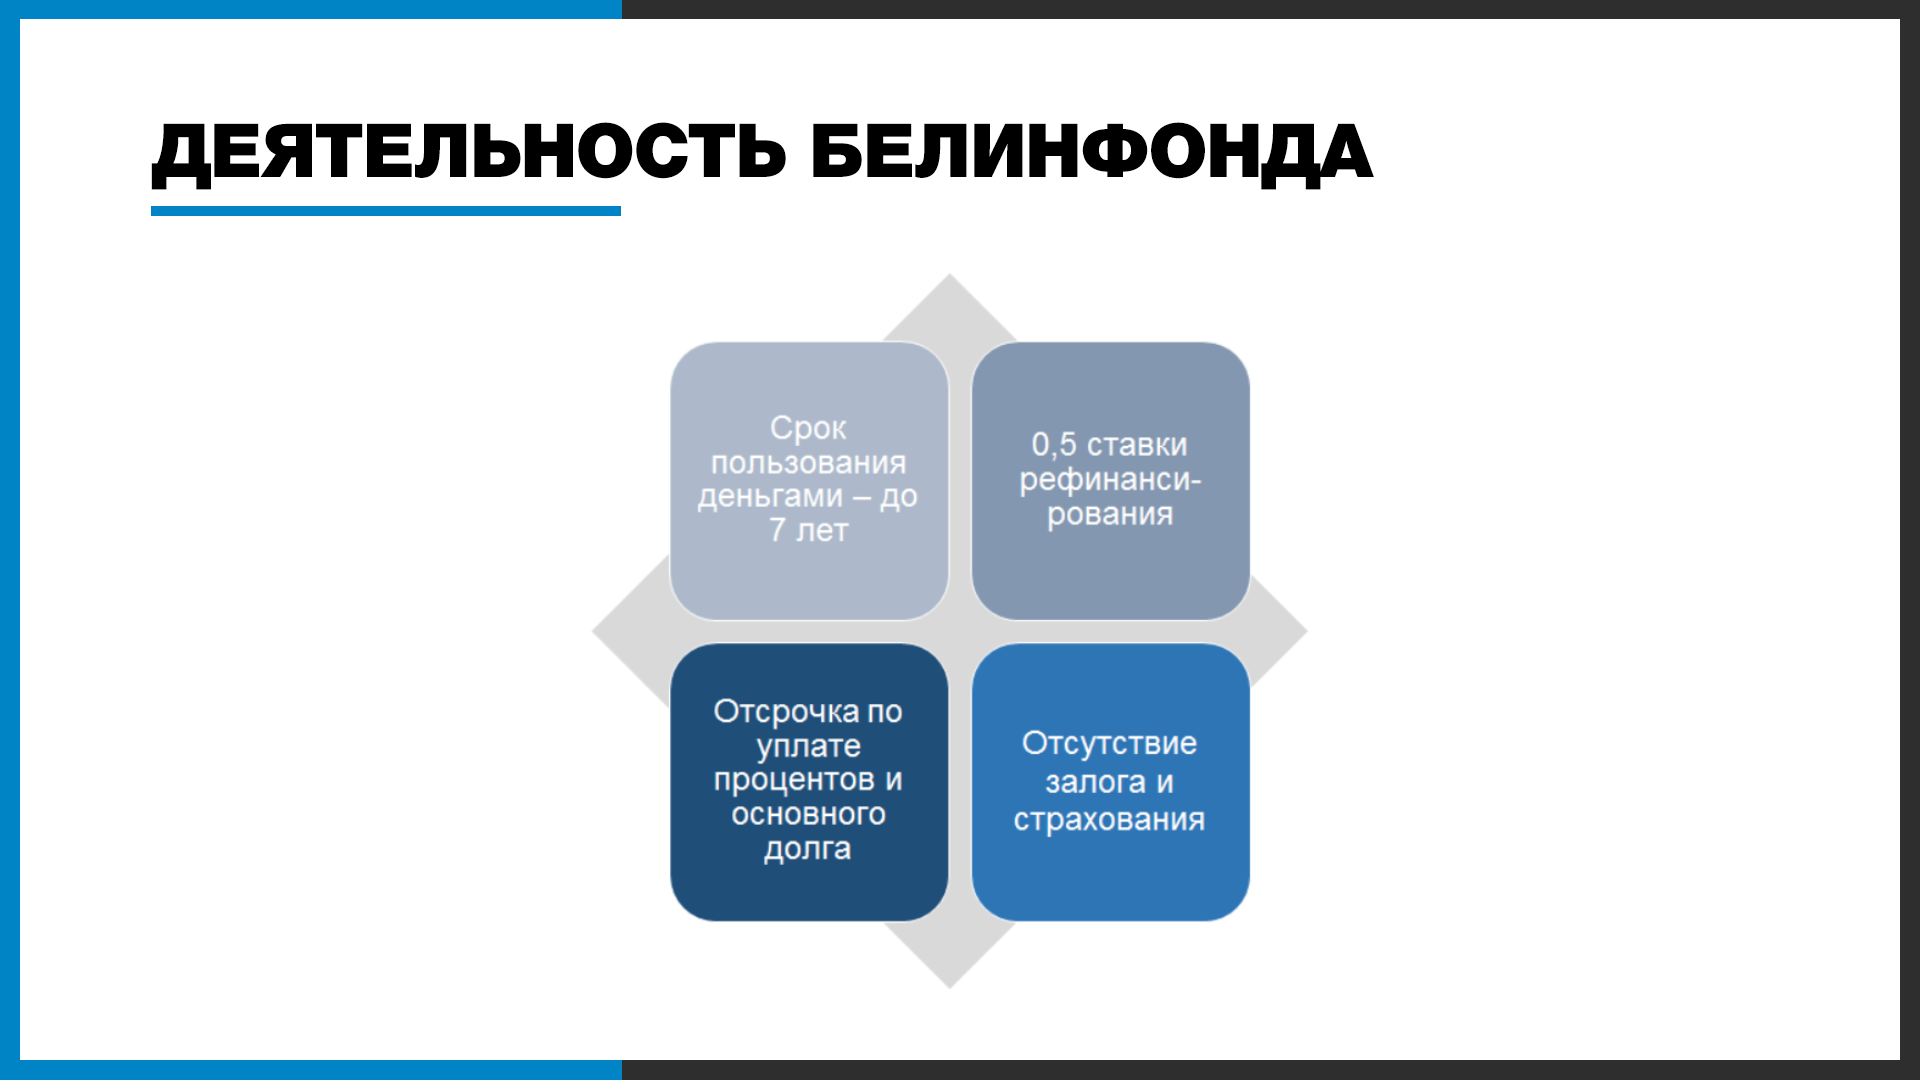 ДЕЯТЕЛЬНОСТЬ БЕЛИНФОНДА
Срок
пользования
деньгами – до
7 лет
0,5 ставки
рефинанси-
рования
Отсрочка по
уплате
процентов и
основного
долга
Отсутствие
залога и
страхования